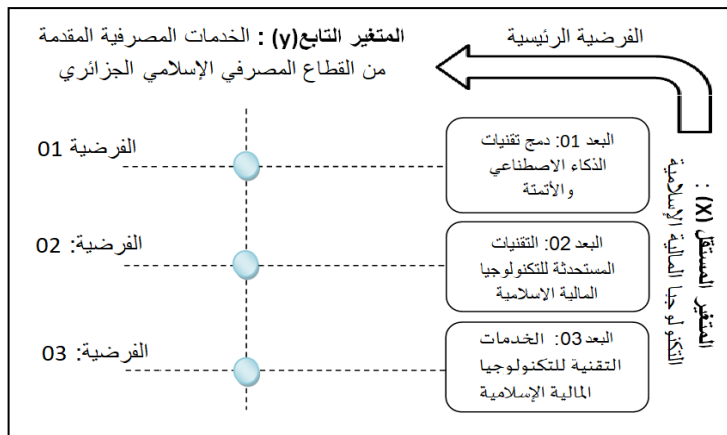 الفرضية الرئيسية
المتغير التابع(y) : الخدمات المصرفية المقدمة
من القطاع المصرفي الإسلامي الجزائري
المتغير المستقل (X) :
التكنولوجيا المالية الإسلامية
البعد 01: دمج تقنيات
الذكاء الاصطناعي
والأتمتة
الفرضية 01
البعد 02: التقنيات
المستحدثة للتكنولوجيا
المالية الاسلامية
الفرضية: 02
البعد 03: الخدمات
التقنية للتكنولوجيا
المالية الإسلامية
الفرضية: 03